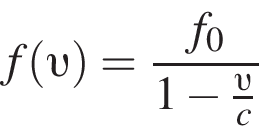 f(υ) = f₀ / (1 − υ/c)